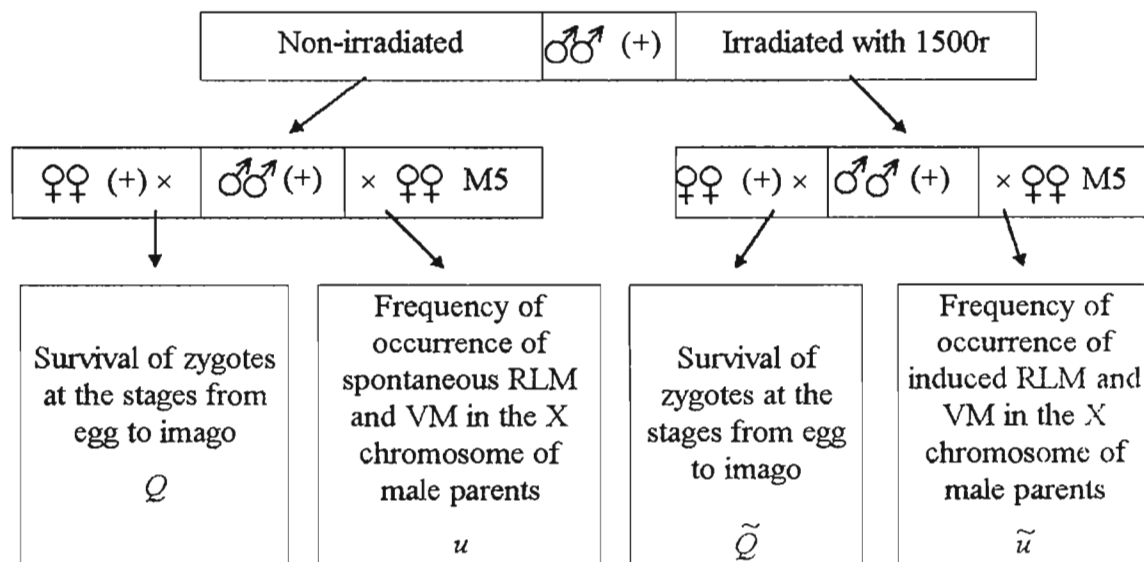 Non-irradiated ♂♂ (+) Irradiated with 1500r
♀♀ (+) × ♂♂ (+) × ♀♀ M5
♀♀ (+) × ♂♂ (+) × ♀♀ M5
Survival of zygotes
at the stages from
egg to imago
Q
Frequency of
occurrence of
spontaneous RLM
and VM in the X
chromosome of
male parents
u
Survival of
zygotes at the
stages from egg
to imago
Q̃
Frequency of
occurrence of
induced RLM and
VM in the X
chromosome of
male parents
ũ